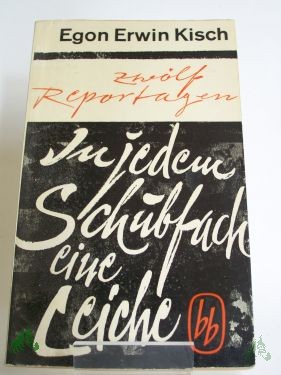 Egon Erwin Kisch
zwölf
Reportagen
In jedem
Schubfach
eine
Leiche
bb